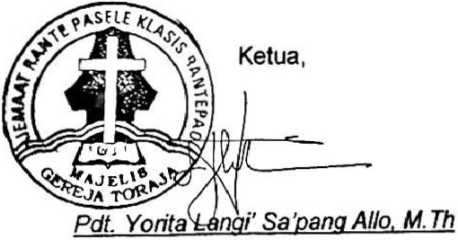 JEMAAT RANTE PASELE KLASIS RANTEPAO
MAJELIS
GEREJA TORAJA
Ketua,
Pdt. Yorita Langi' Sa'pang Allo, M.Th